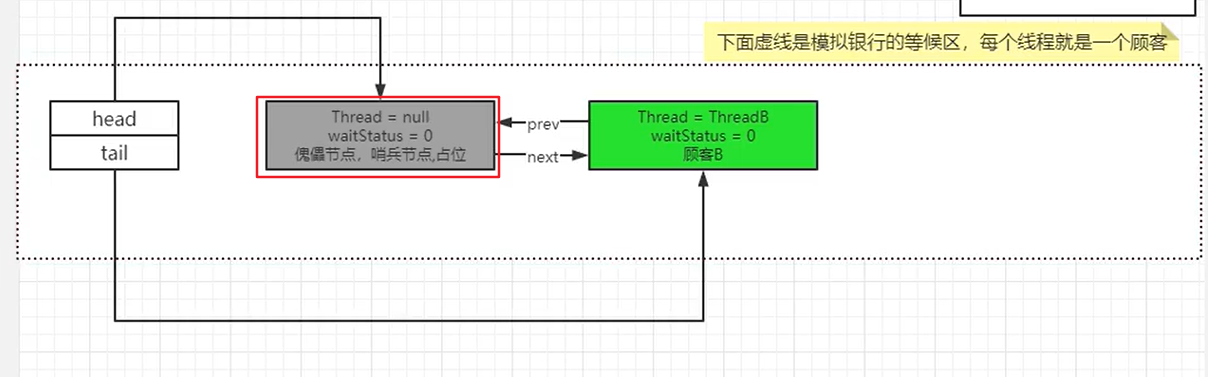 下面虚线是模拟银行的等候区，每个线程就是一个顾客
head
tail
Thread = null
waitStatus = 0
傀儡节点，哨兵节点,占位
prev
next
Thread = ThreadB
waitStatus = 0
顾客B